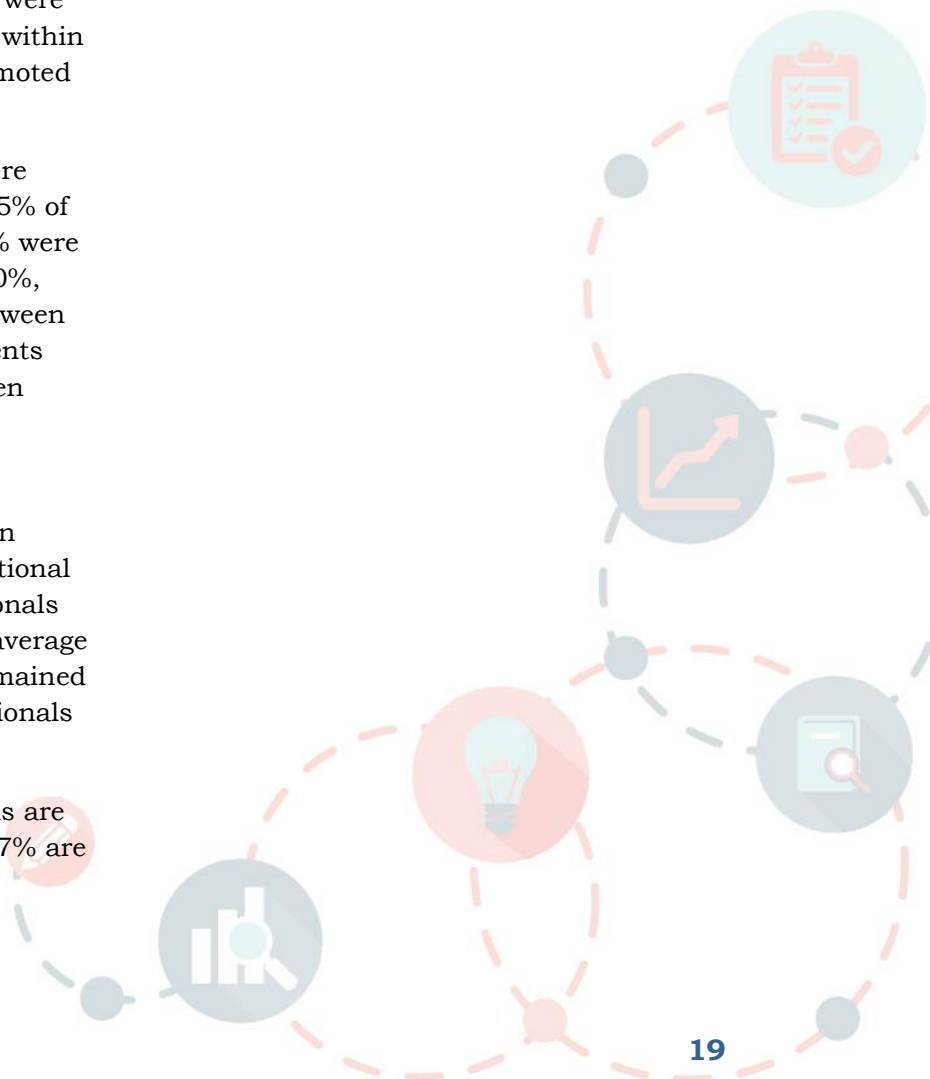 were
within
moted
re
5% of
% were
0%,
ween
ents
en
n
tional
onals
average
mained
ionals
s are
7% are
19